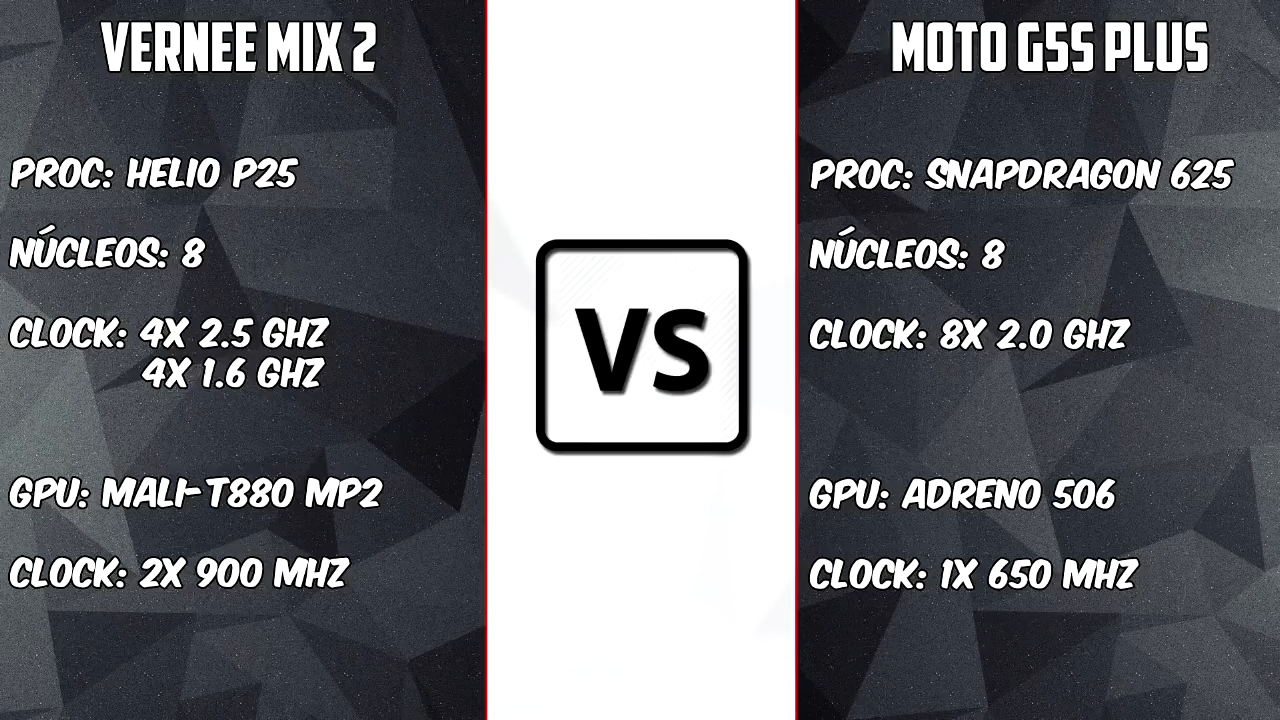 VERNEE MIX 2
PROC: HELIO P25
NÚCLEOS: 8
CLOCK: 4X 2.5 GHZ
4X 1.6 GHZ
GPU: MALI-T880 MP2
CLOCK: 2X 900 MHZ
VS
MOTO G5S PLUS
PROC: SNAPDRAGON 625
NÚCLEOS: 8
CLOCK: 8X 2.0 GHZ
GPU: ADRENO 506
CLOCK: 1X 650 MHZ